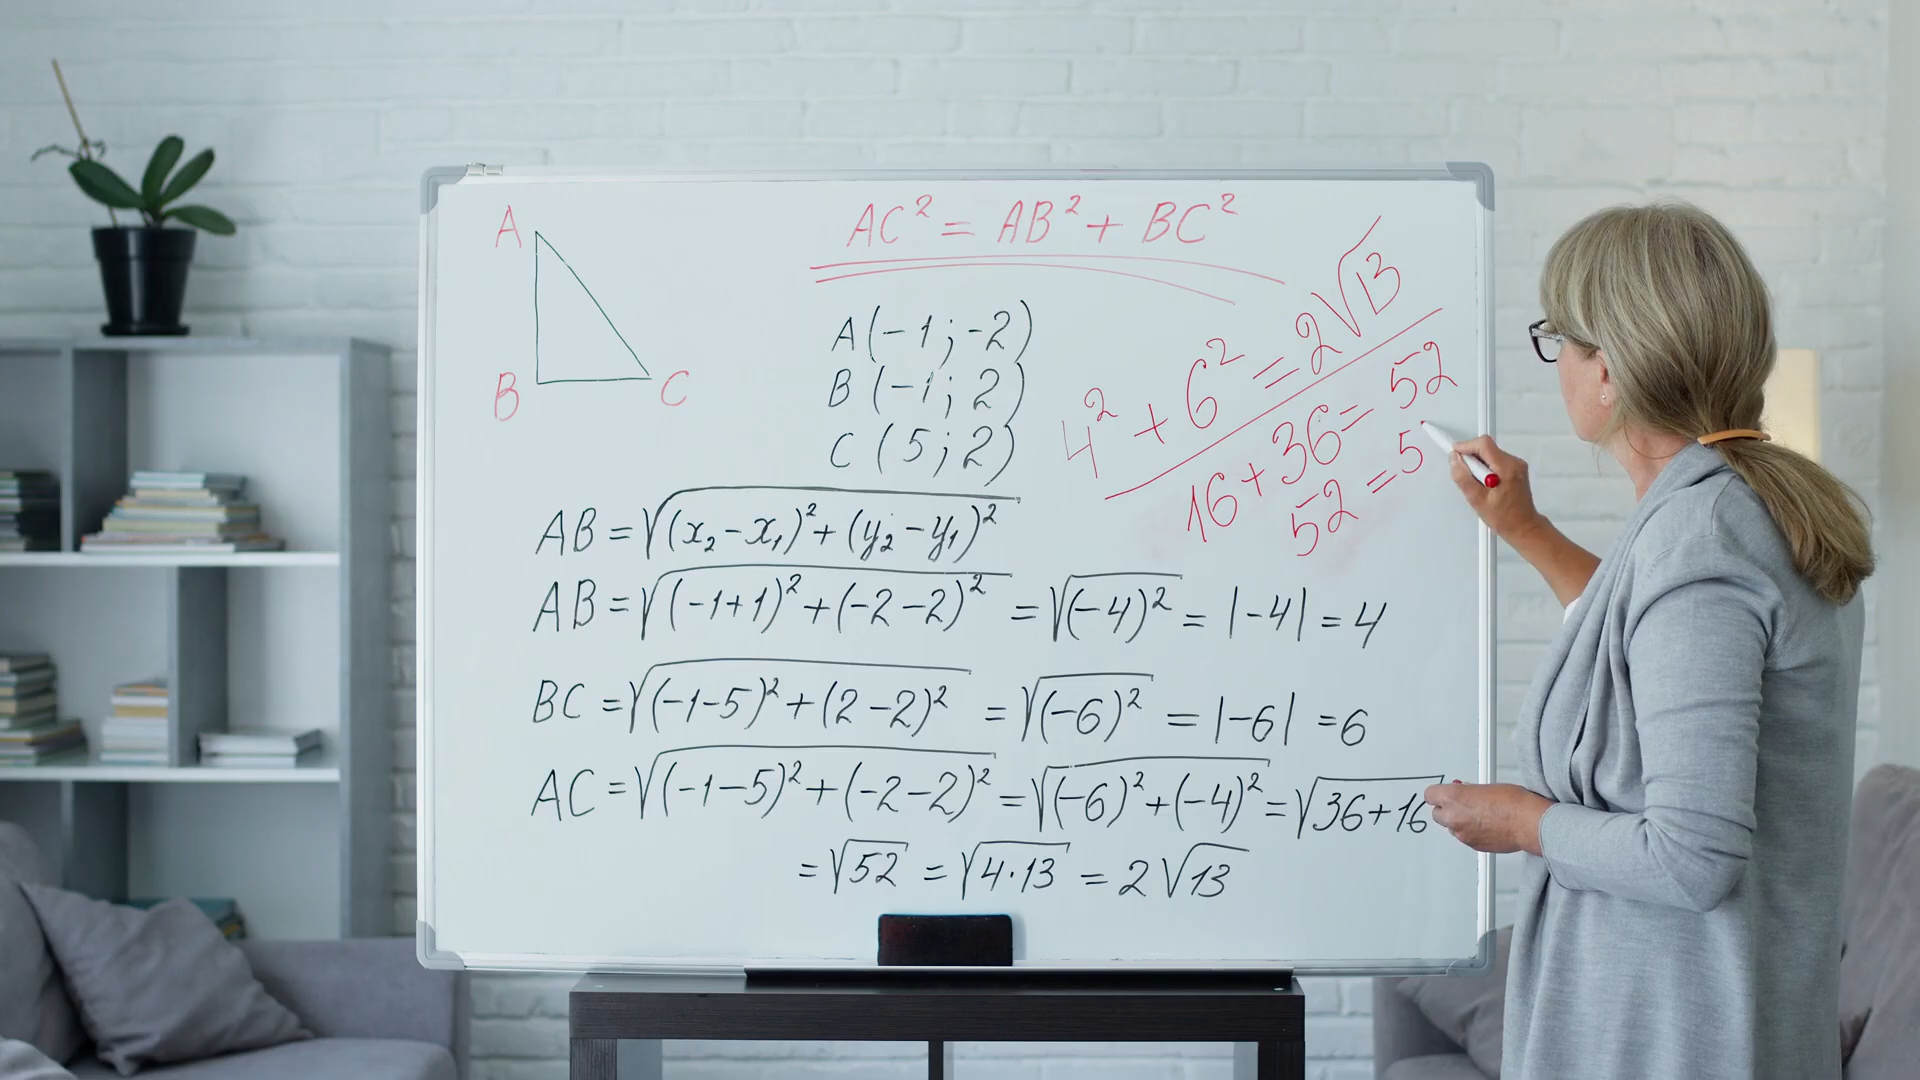 A
B
C
AC² = AB² + BC²
A(-1; -2)
B(-1; 2)
C(5; 2)
4² + 6² = 2√13
16 + 36 = 52
52 = 5
AB = √((x₂ - x₁)² + (y₂ - y₁)²)
AB = √((-1+1)² + (-2-2)²) = √((-4)²) = |-4| = 4
BC = √((-1-5)² + (2-2)²) = √((-6)²) = |-6| = 6
AC = √((-1-5)² + (-2-2)²) = √((-6)² + (-4)²) = √(36+16)
= √52 = √(4·13) = 2√13